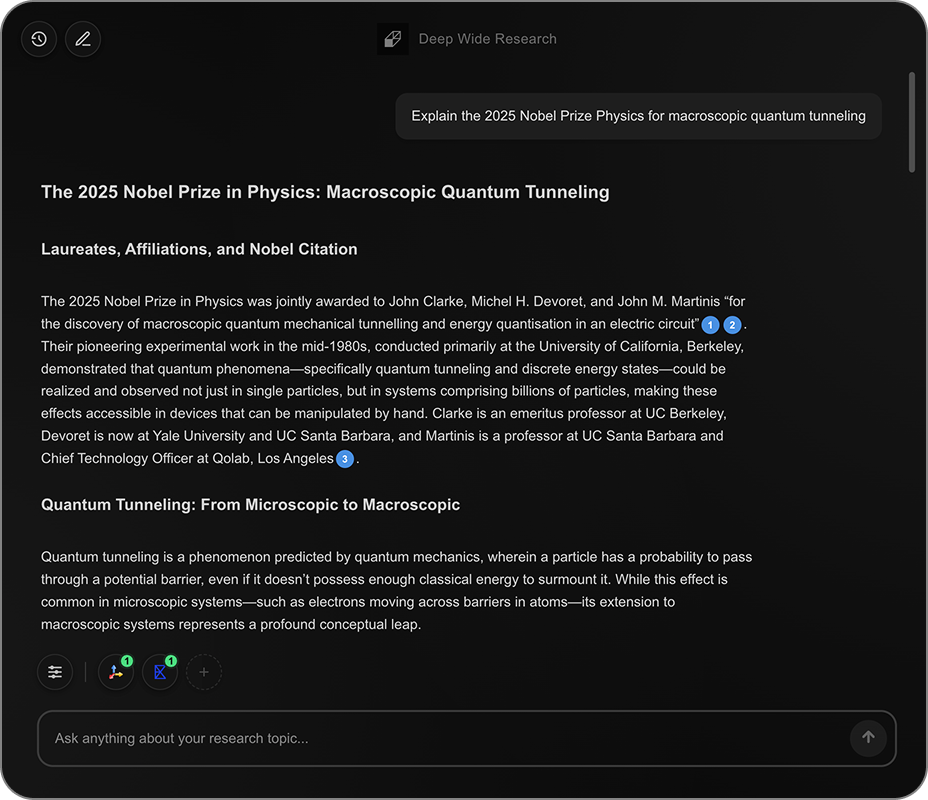 Deep Wide Research
Explain the 2025 Nobel Prize Physics for macroscopic quantum tunneling
The 2025 Nobel Prize in Physics: Macroscopic Quantum Tunneling
Laureates, Affiliations, and Nobel Citation
The 2025 Nobel Prize in Physics was jointly awarded to John Clarke, Michel H. Devoret, and John M. Martinis “for
the discovery of macroscopic quantum mechanical tunnelling and energy quantisation in an electric circuit” 1 2 .
Their pioneering experimental work in the mid-1980s, conducted primarily at the University of California, Berkeley,
demonstrated that quantum phenomena—specifically quantum tunneling and discrete energy states—could be
realized and observed not just in single particles, but in systems comprising billions of particles, making these
effects accessible in devices that can be manipulated by hand. Clarke is an emeritus professor at UC Berkeley,
Devoret is now at Yale University and UC Santa Barbara, and Martinis is a professor at UC Santa Barbara and
Chief Technology Officer at Qolab, Los Angeles 3 .
Quantum Tunneling: From Microscopic to Macroscopic
Quantum tunneling is a phenomenon predicted by quantum mechanics, wherein a particle has a probability to pass
through a potential barrier, even if it doesn’t possess enough classical energy to surmount it. While this effect is
common in microscopic systems—such as electrons moving across barriers in atoms—its extension to
macroscopic systems represents a profound conceptual leap.
1 1
Ask anything about your research topic...